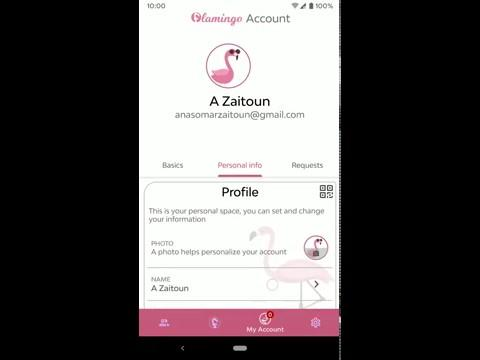 10:00
100%
Flamingo Account
A Zaitoun
anasomarzaitoun@gmail.com
Basics
Personal info
Requests
Profile
This is your personal space, you can set and change
your information
PHOTO
A photo helps personalize your account
NAME
A Zaitoun
0
My Account